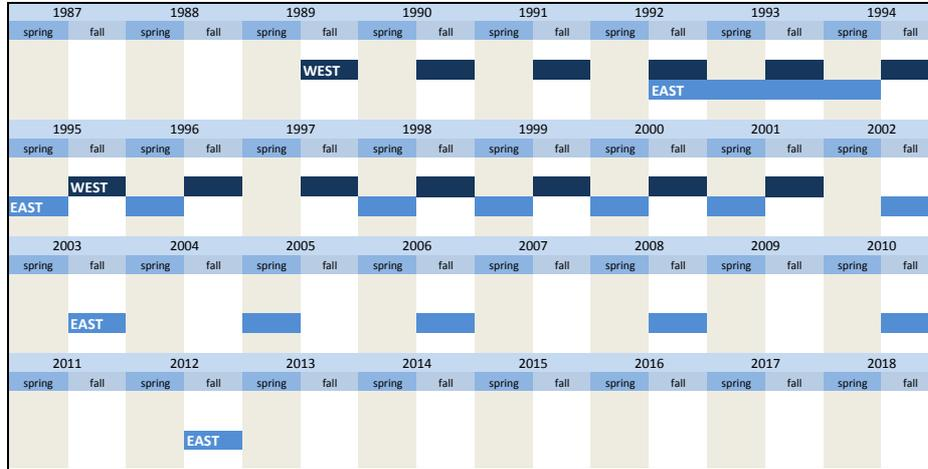 1987 1988 1989 1990 1991 1992 1993 1994
spring fall spring fall spring fall spring fall spring fall spring fall spring fall spring fall
WEST
EAST
1995 1996 1997 1998 1999 2000 2001 2002
spring fall spring fall spring fall spring fall spring fall spring fall spring fall spring fall
WEST
EAST
2003 2004 2005 2006 2007 2008 2009 2010
spring fall spring fall spring fall spring fall spring fall spring fall spring fall spring fall
EAST
2011 2012 2013 2014 2015 2016 2017 2018
spring fall spring fall spring fall spring fall spring fall spring fall spring fall spring fall
EAST